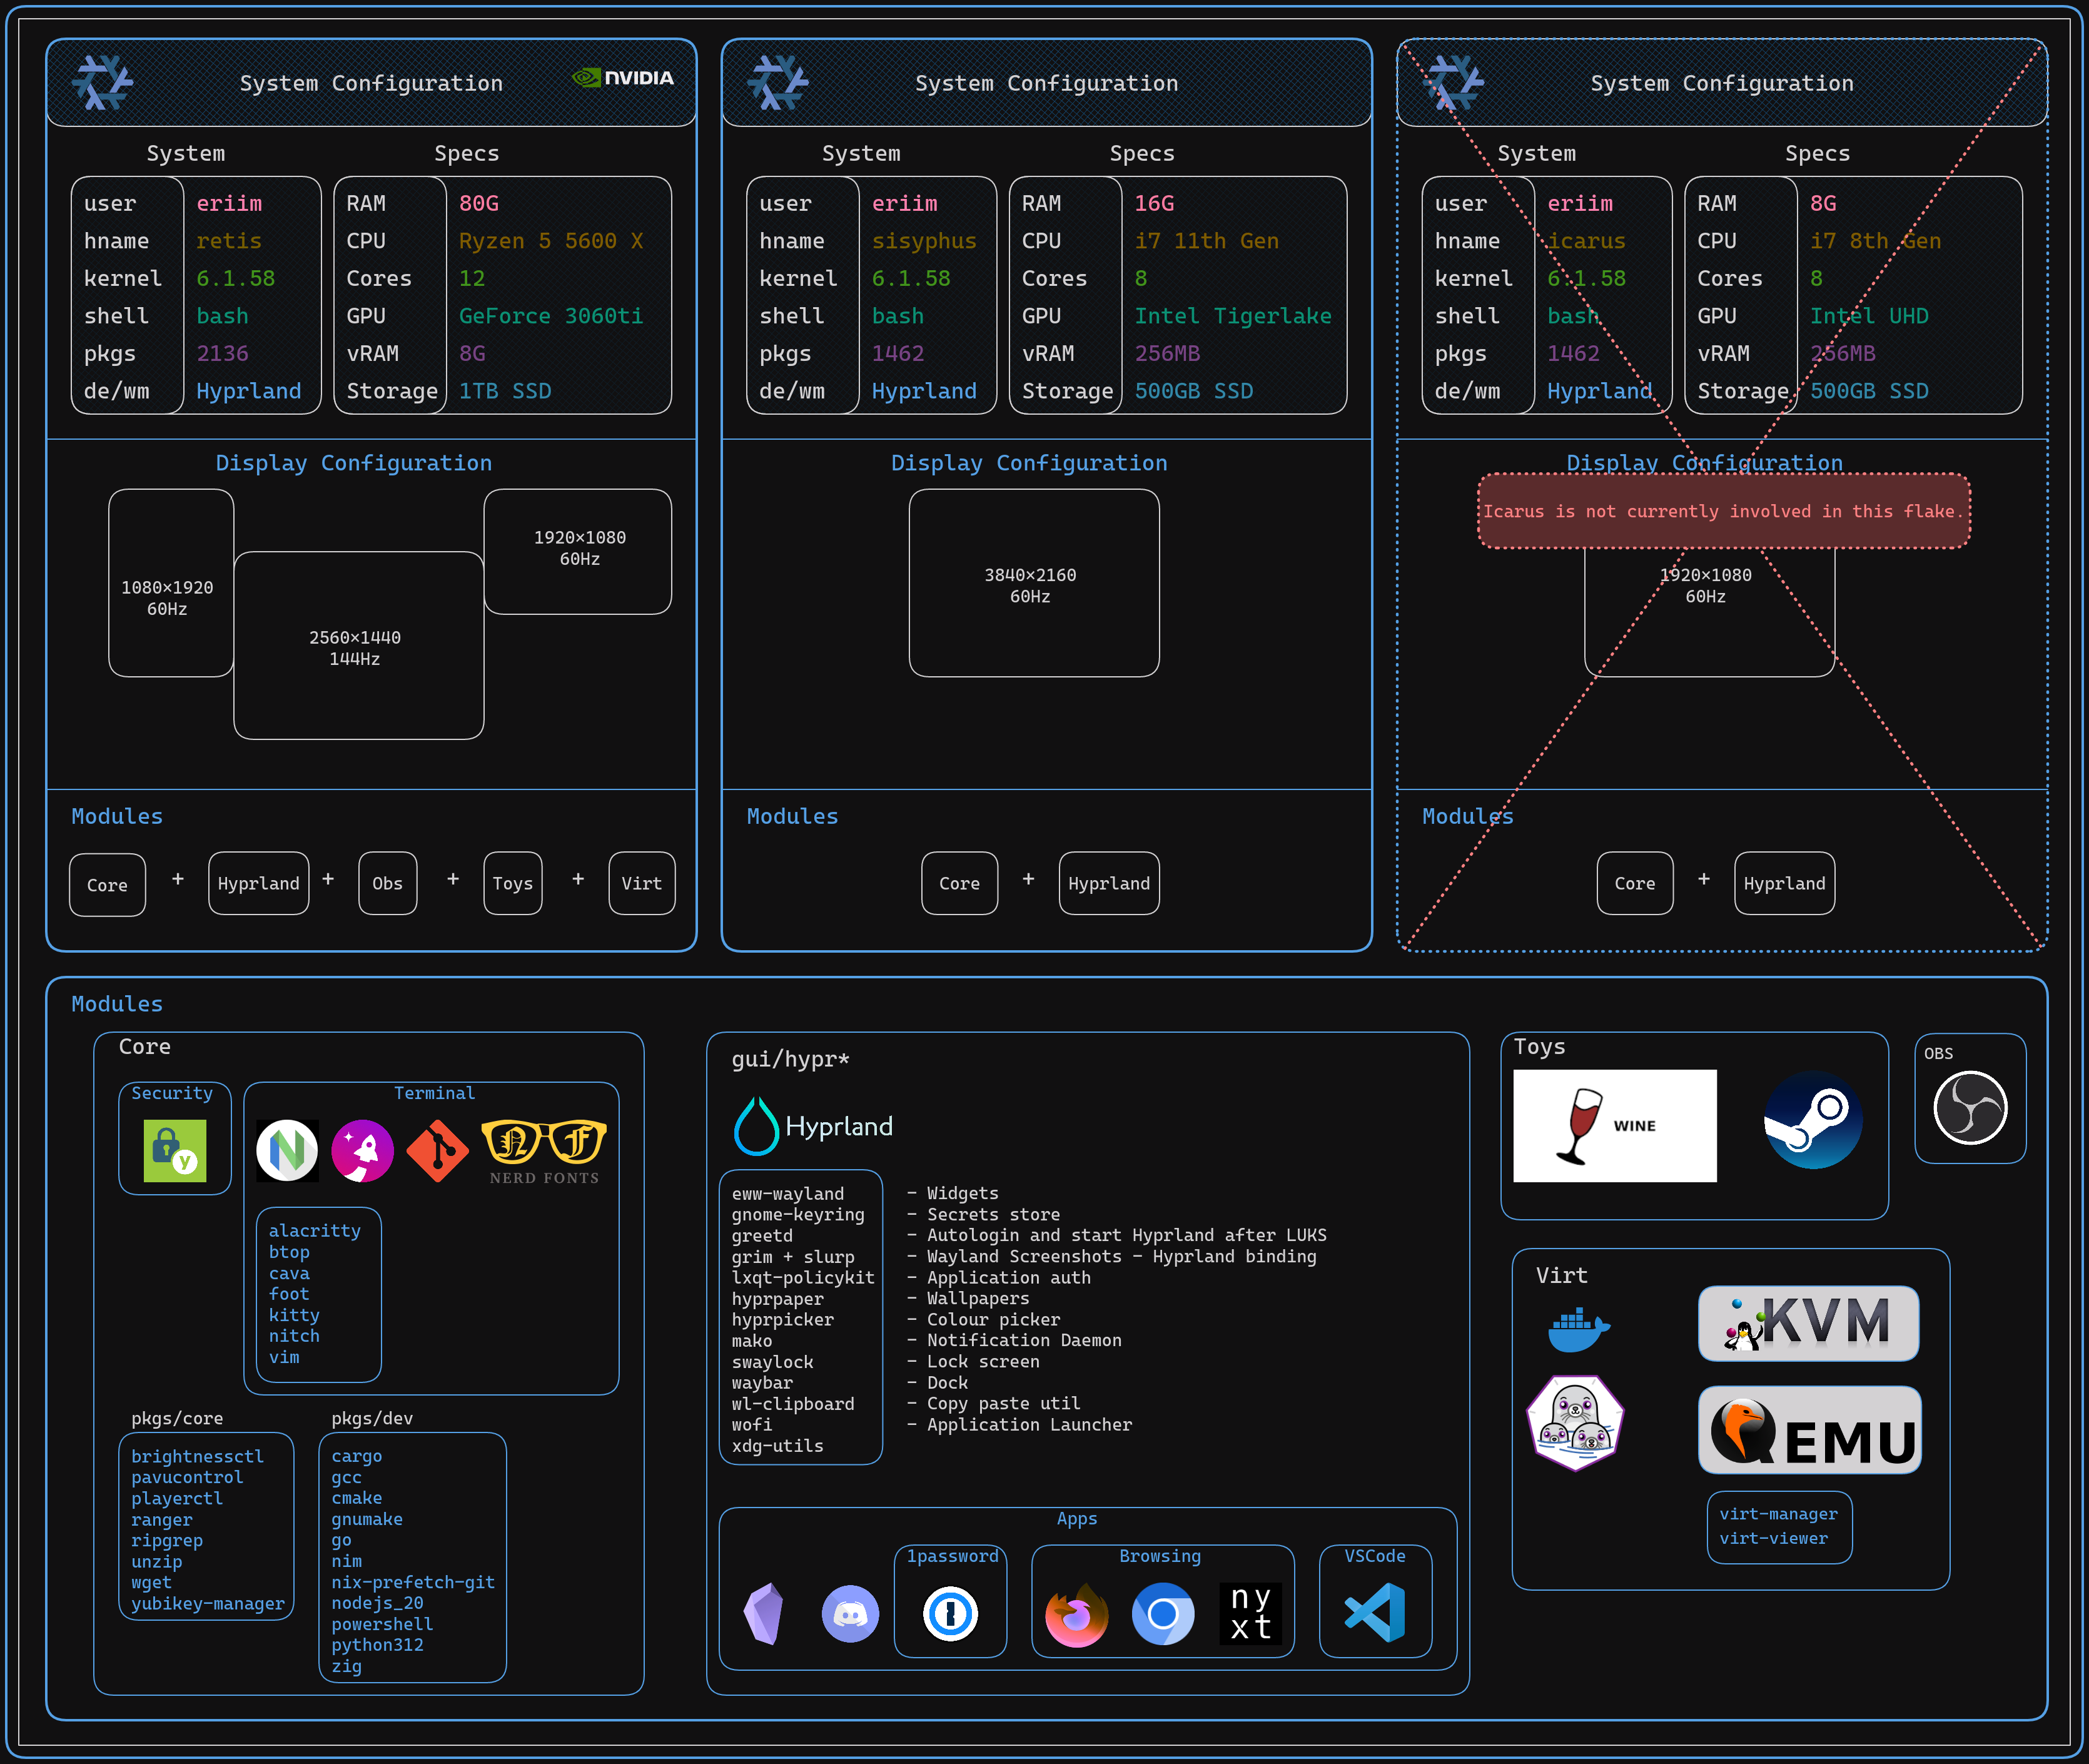 System Configuration
NVIDIA
System
Specs
user eriim
hname retis
kernel 6.1.58
shell bash
pkgs 2136
de/wm Hyprland
RAM 80G
CPU Ryzen 5 5600 X
Cores 12
GPU GeForce 3060ti
vRAM 8G
Storage 1TB SSD
Display Configuration
1080×1920
60Hz
2560×1440
144Hz
1920×1080
60Hz
Modules
Core + Hyprland + Obs + Toys + Virt
System Configuration
System
Specs
user eriim
hname sisyphus
kernel 6.1.58
shell bash
pkgs 1462
de/wm Hyprland
RAM 16G
CPU i7 11th Gen
Cores 8
GPU Intel Tigerlake
vRAM 256MB
Storage 500GB SSD
Display Configuration
3840×2160
60Hz
Modules
Core + Hyprland
System Configuration
System
Specs
user eriim
hname icarus
kernel 6.1.58
shell bash
pkgs 1462
de/wm Hyprland
RAM 8G
CPU i7 8th Gen
Cores 8
GPU Intel UHD
vRAM 256MB
Storage 500GB SSD
Display Configuration
Icarus is not currently involved in this flake.
1920×1080
60Hz
Modules
Core + Hyprland
Modules
Core
Security
y
Terminal
N F
NERD FONTS
alacritty
btop
cava
foot
kitty
nitch
vim
pkgs/core
brightnessctl
pavucontrol
playerctl
ranger
ripgrep
unzip
wget
yubikey-manager
pkgs/dev
cargo
gcc
cmake
gnumake
go
nim
nix-prefetch-git
nodejs_20
powershell
python312
zig
gui/hypr*
Hyprland
eww-wayland - Widgets
gnome-keyring - Secrets store
greetd - Autologin and start Hyprland after LUKS
grim + slurp - Wayland Screenshots - Hyprland binding
lxqt-policykit - Application auth
hyprpaper - Wallpapers
hyprpicker - Colour picker
mako - Notification Daemon
swaylock - Lock screen
waybar - Dock
wl-clipboard - Copy paste util
wofi - Application Launcher
xdg-utils
Apps
1password
Browsing
ny
xt
VSCode
Toys
WINE
OBS
Virt
KVM
QEMU
virt-manager
virt-viewer